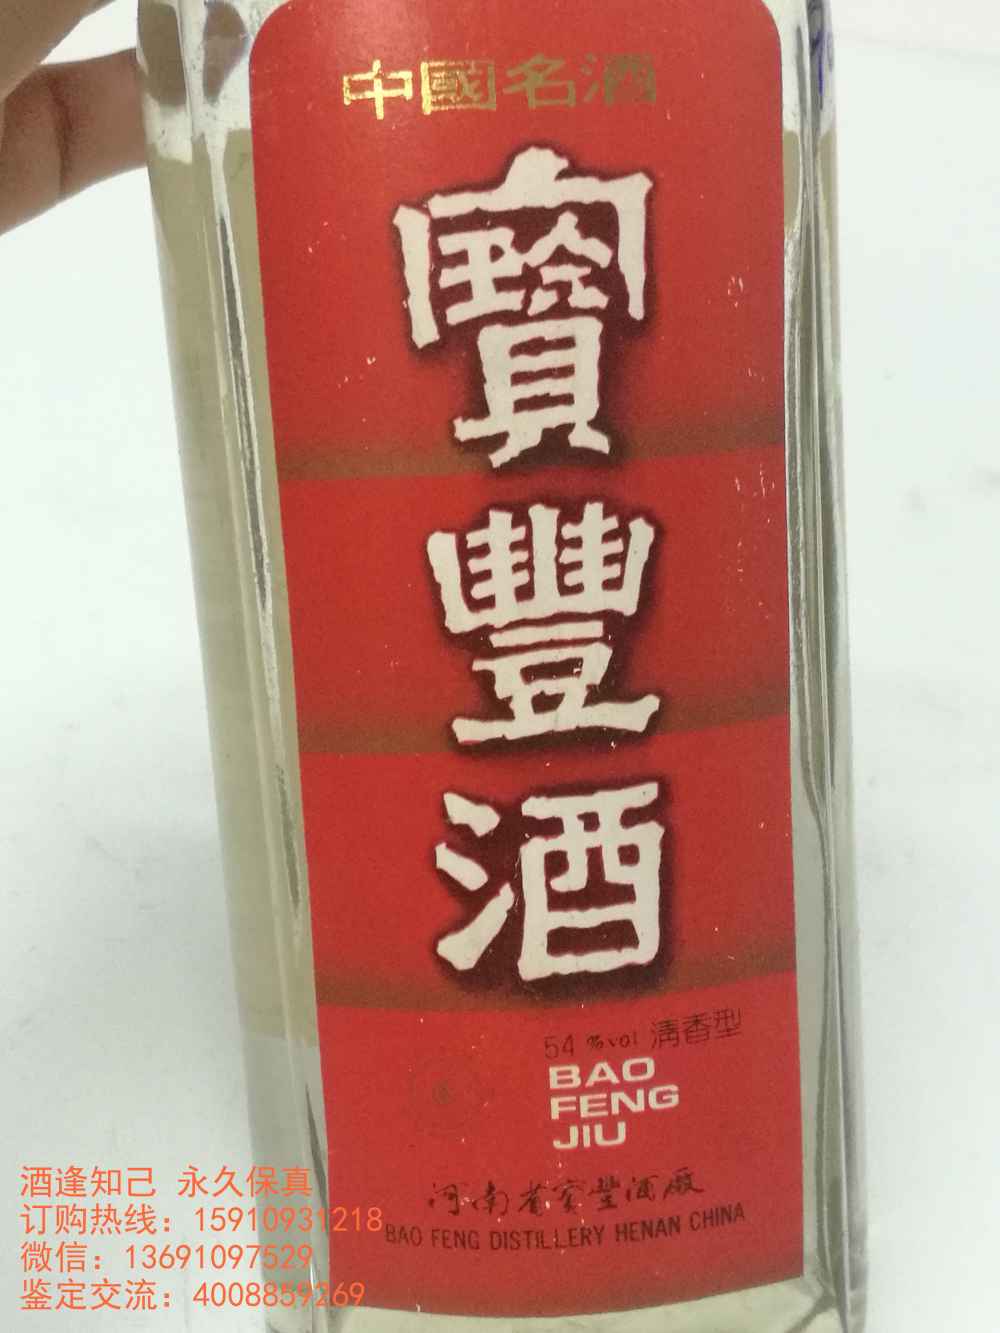 中國名酒
寶豐酒
54 %vol 清香型
BAO
FENG
JIU
河南省宝豐酒廠
BAO FENG DISTILLERY HENAN CHINA
酒逢知己 永久保真
订购热线：15910931218
微信：13691097529
鉴定交流：4008859269